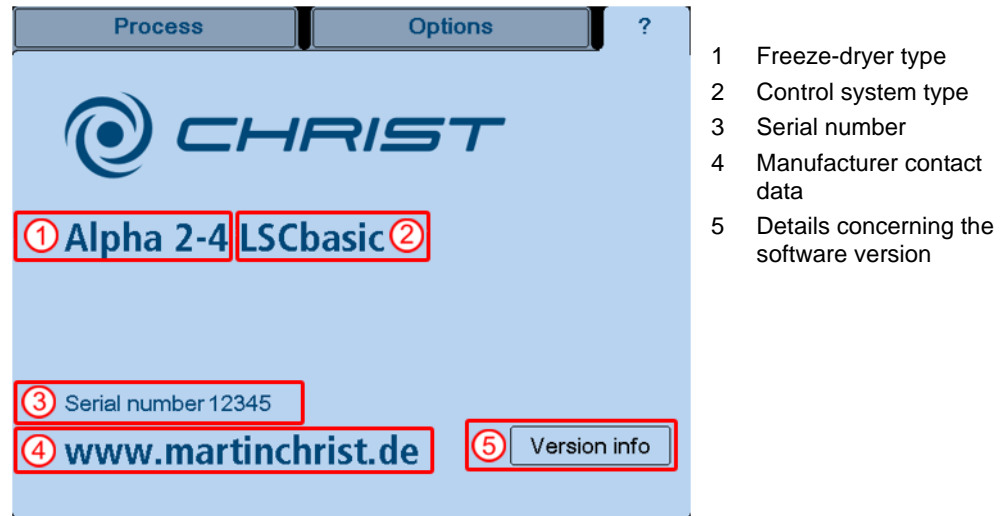 Process
Options
?
CHRIST
1 Alpha 2-4 LSCbasic 2
3 Serial number 12345
4 www.martinchrist.de
5 Version info
1 Freeze-dryer type
2 Control system type
3 Serial number
4 Manufacturer contact
data
5 Details concerning the
software version